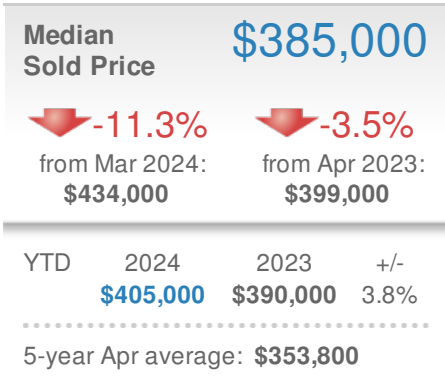 Median $385,000
Sold Price
-11.3% -3.5%
from Mar 2024: from Apr 2023:
$434,000 $399,000
YTD 2024 2023 +/-
$405,000 $390,000 3.8%
5-year Apr average: $353,800